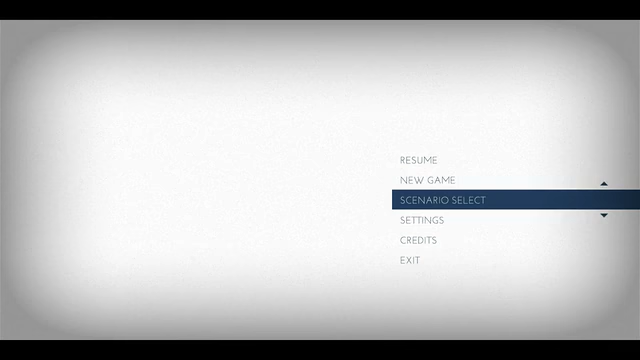 RESUME
NEW GAME
SCENARIO SELECT
SETTINGS
CREDITS
EXIT